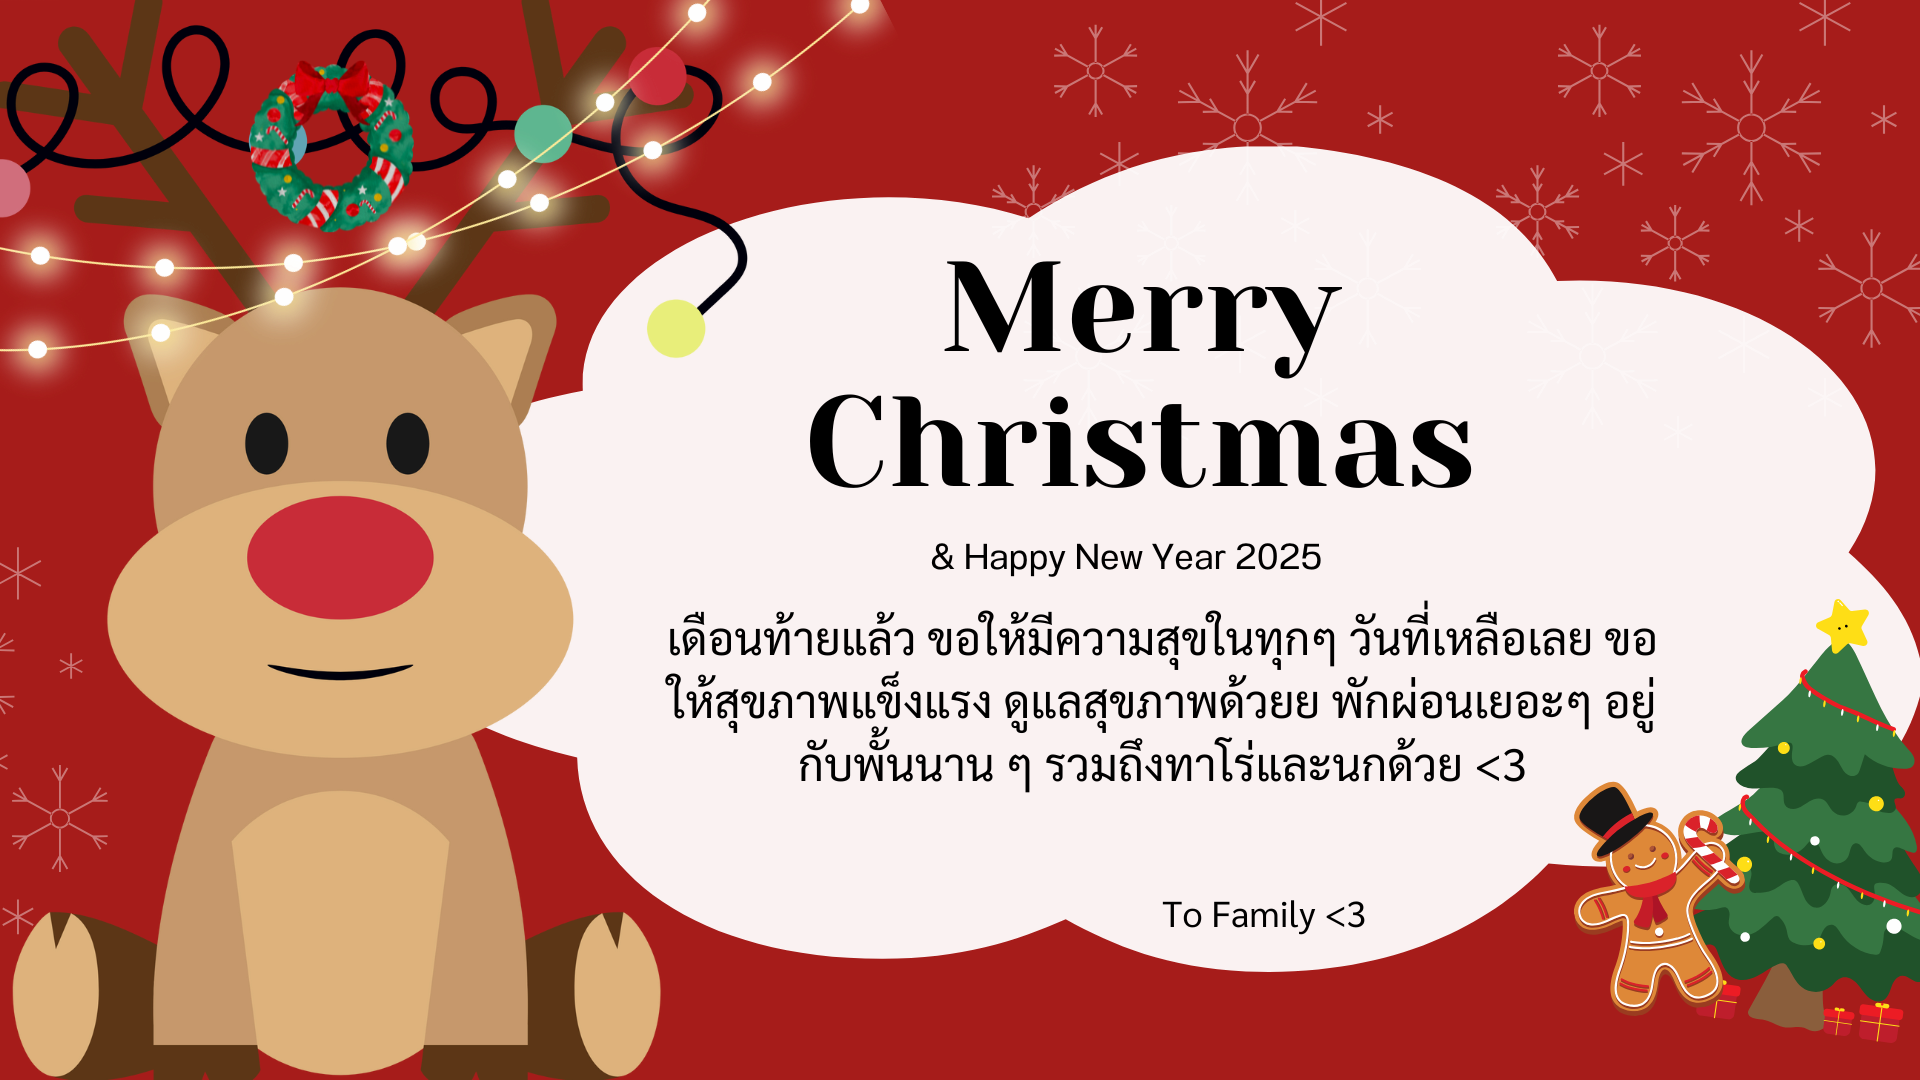 Merry
Christmas
& Happy New Year 2025
เดือนท้ายแล้ว ขอให้มีความสุขในทุกๆ วันที่เหลือเลย ขอ
ให้สุขภาพแข็งแรง ดูแลสุขภาพด้วยย พักผ่อนเยอะๆ อยู่
กับพั้นนาน ๆ รวมถึงทาโร่และนกด้วย <3
To Family <3